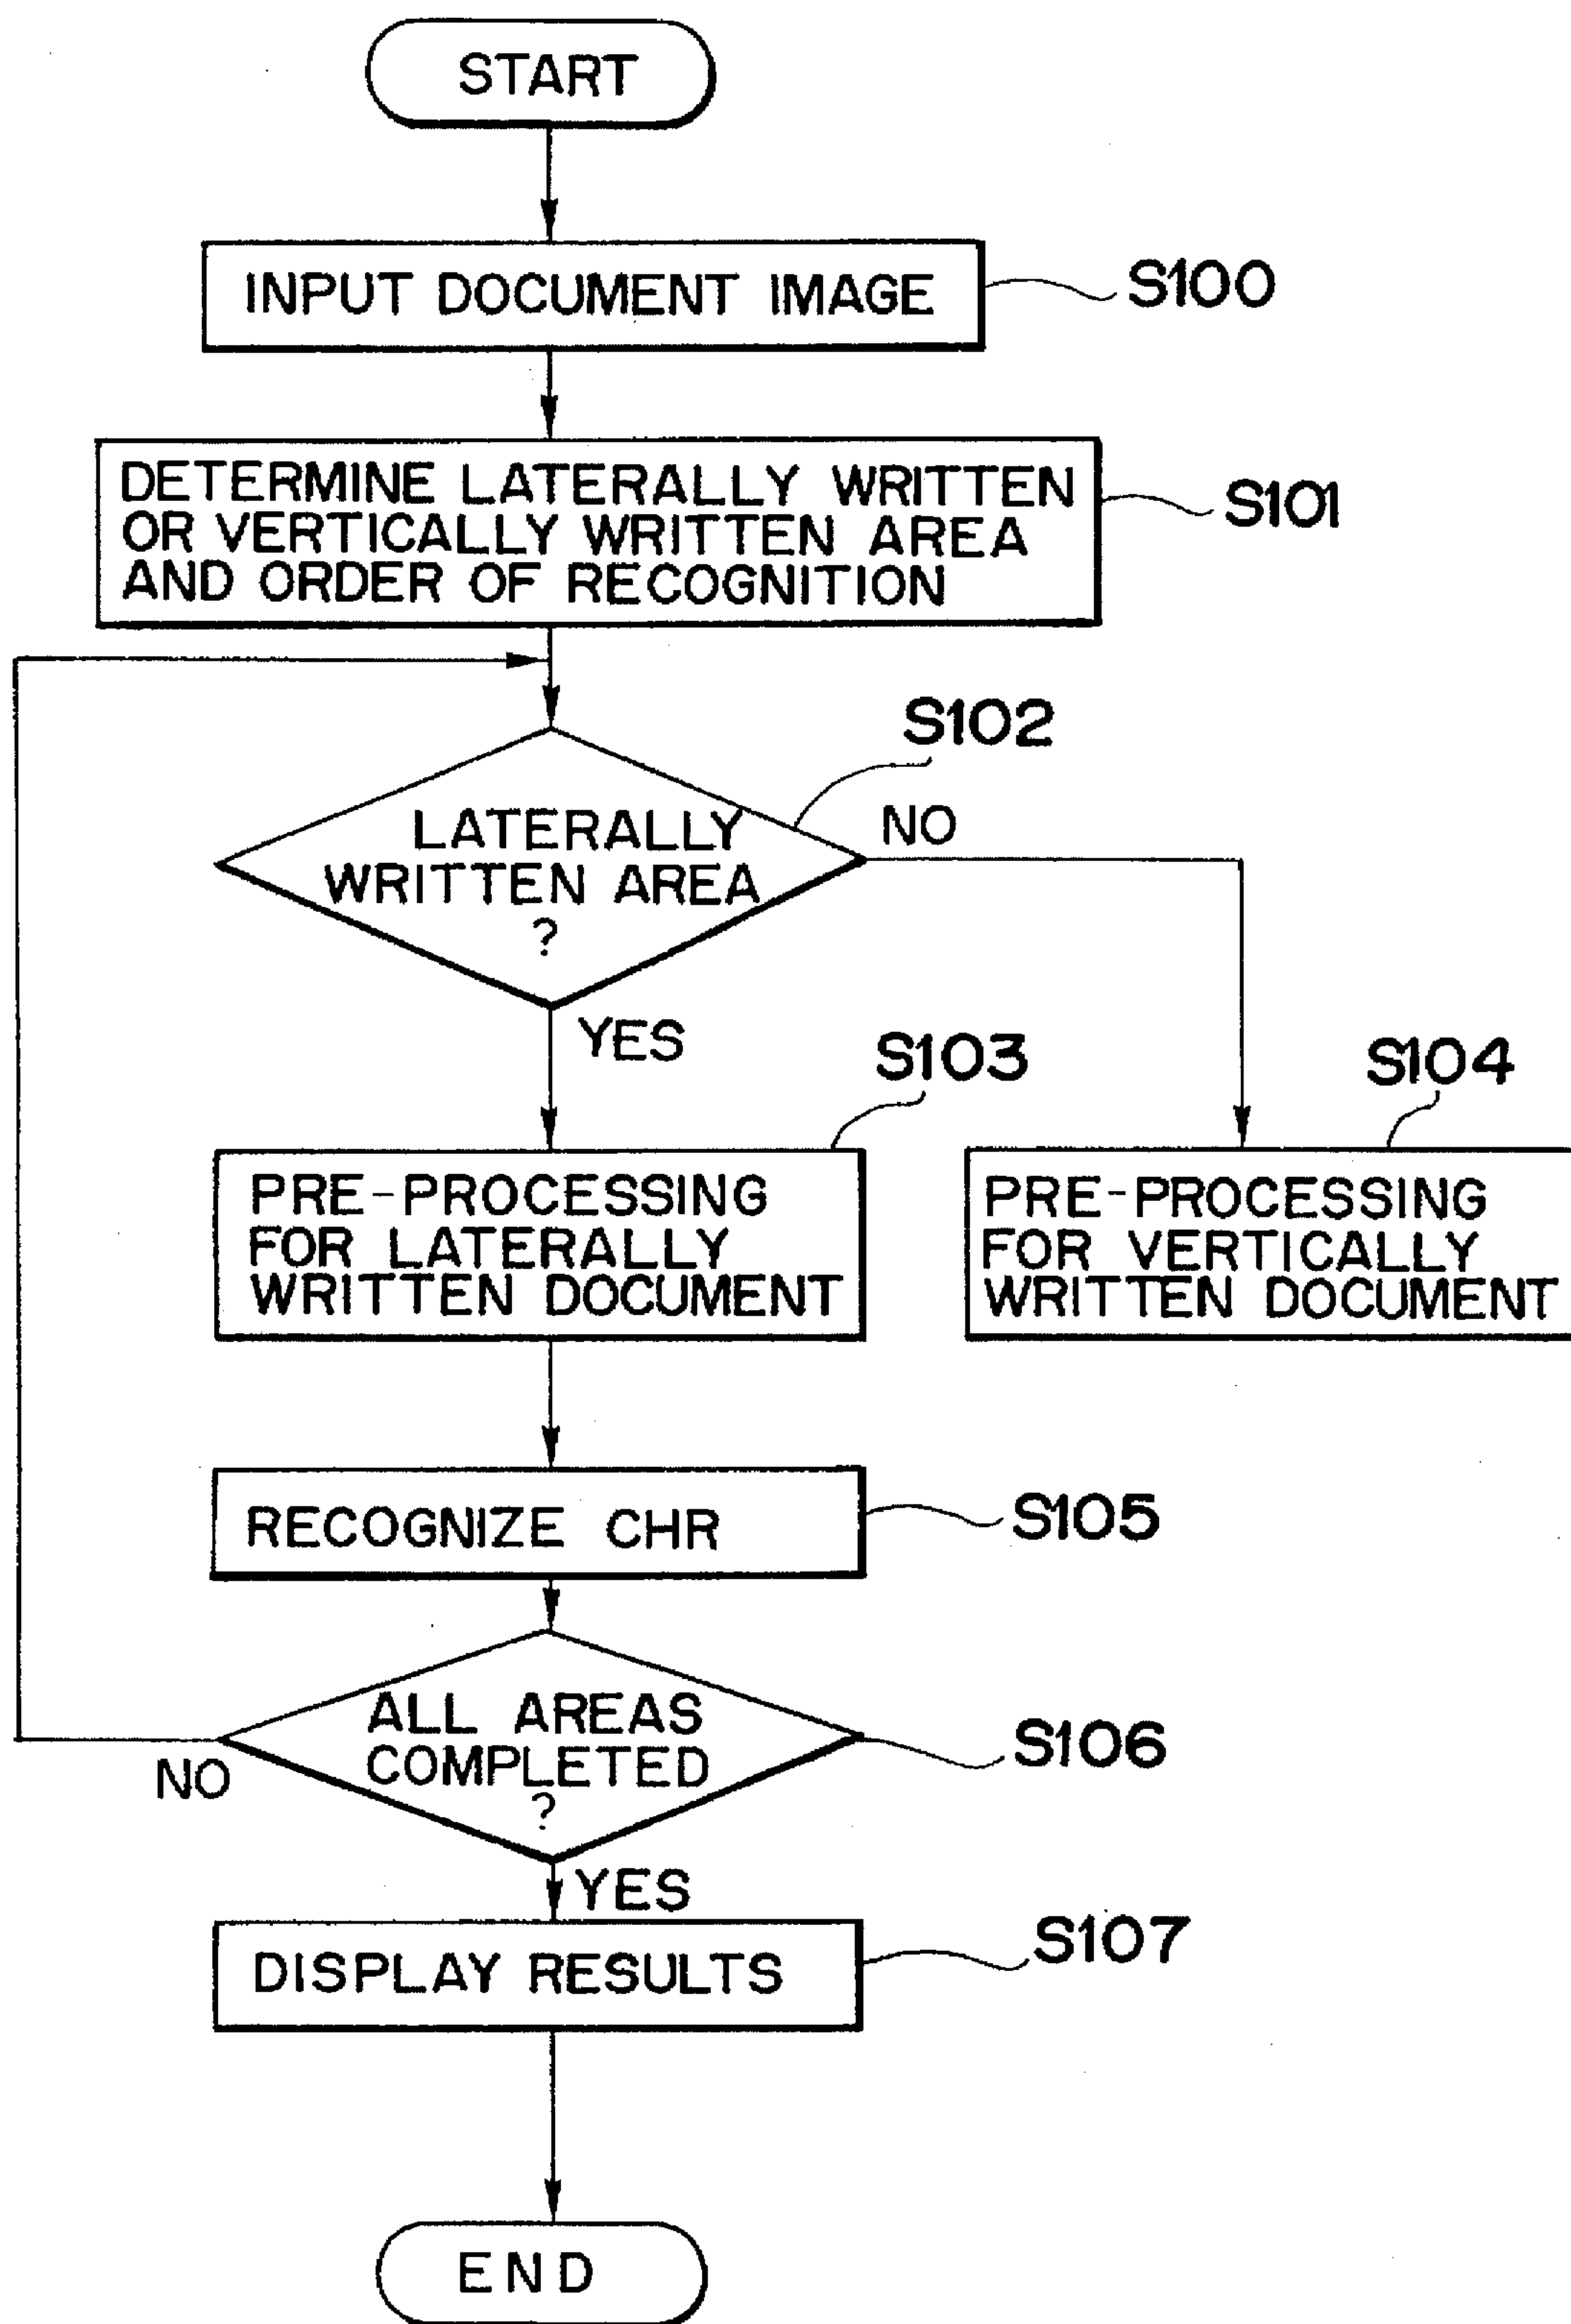 START
INPUT DOCUMENT IMAGE
S100
DETERMINE LATERALLY WRITTEN
OR VERTICALLY WRITTEN AREA
AND ORDER OF RECOGNITION
S101
S102
LATERALLY
WRITTEN AREA
?
NO
YES
S103
PRE-PROCESSING
FOR LATERALLY
WRITTEN DOCUMENT
S104
PRE-PROCESSING
FOR VERTICALLY
WRITTEN DOCUMENT
RECOGNIZE CHR
S105
ALL AREAS
COMPLETED
?
S106
NO
YES
DISPLAY RESULTS
S107
END